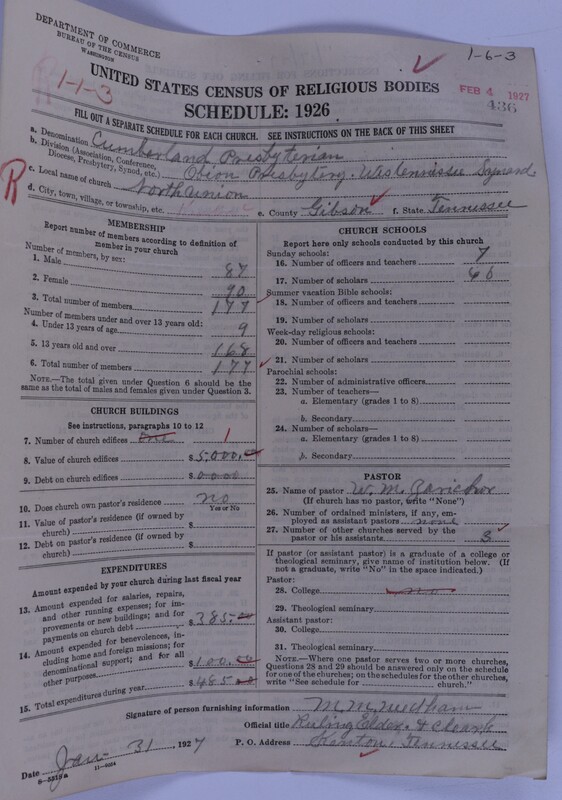 DEPARTMENT OF COMMERCE
BUREAU OF THE CENSUS
WASHINGTON
1-6-3
1-1-3
FEB 4 1927
436
UNITED STATES CENSUS OF RELIGIOUS BODIES
SCHEDULE: 1926
FILL OUT A SEPARATE SCHEDULE FOR EACH CHURCH. SEE INSTRUCTIONS ON THE BACK OF THIS SHEET
a. Denomination Cumberland Presbyterian
b. Division (Association, Conference, Diocese, Presbytery, Synod, etc.) Obion Presbytery. Westennissee Synod.
R
c. Local name of church North Union
d. City, town, village, or township, etc. e. County Gibson f. State Tennessee
MEMBERSHIP
Report number of members according to definition of member in your church
Number of members, by sex:
1. Male 87
2. Female 90
3. Total number of members 177
Number of members under and over 13 years old:
4. Under 13 years of age 9
5. 13 years old and over 168
6. Total number of members 177
NOTE.—The total given under Question 6 should be the same as the total of males and females given under Question 3.
CHURCH BUILDINGS
See instructions, paragraphs 10 to 12
7. Number of church edifices One 1
8. Value of church edifices $5,000.00
9. Debt on church edifices $0000
10. Does church own pastor's residence? no
Yes or No
11. Value of pastor's residence (if owned by church) $
12. Debt on pastor's residence (if owned by church) $
EXPENDITURES
Amount expended by your church during last fiscal year
13. Amount expended for salaries, repairs, and other running expenses; for improvements or new buildings; and for payments on church debt $385.00
14. Amount expended for benevolences, including home and foreign missions; for denominational support; and for all other purposes $100.00
15. Total expenditures during year $485.00
CHURCH SCHOOLS
Report here only schools conducted by this church
Sunday schools:
16. Number of officers and teachers 7
17. Number of scholars 66
Summer vacation Bible schools:
18. Number of officers and teachers
19. Number of scholars
Week-day religious schools:
20. Number of officers and teachers
21. Number of scholars
Parochial schools:
22. Number of administrative officers
23. Number of teachers—
a. Elementary (grades 1 to 8)
b. Secondary
24. Number of scholars—
a. Elementary (grades 1 to 8)
b. Secondary
PASTOR
25. Name of pastor W. M. Zarichor
(If church has no pastor, write "None")
26. Number of ordained ministers, if any, employed as assistant pastors none
27. Number of other churches served by the pastor or his assistants 3
If pastor (or assistant pastor) is a graduate of a college or theological seminary, give name of institution below. (If not a graduate, write "No" in the space indicated.)
Pastor:
28. College no
29. Theological seminary
Assistant pastor:
30. College
31. Theological seminary
NOTE.—Where one pastor serves two or more churches, Questions 28 and 29 should be answered only on the schedule for one of the churches; on the schedules for the other churches, write "See schedule for church."
Signature of person furnishing information M. M. Needham
Official title Ruling Elder & Cleark
Date Jan 31, 1927 P. O. Address Kenton, Tennessee
8-5318a 11-9064